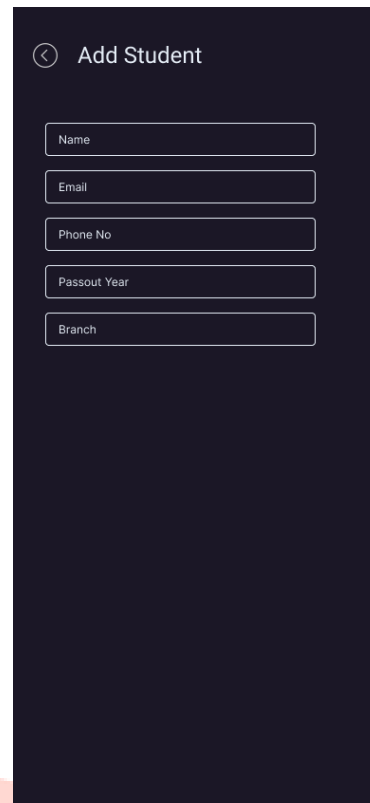 Add Student
Name
Email
Phone No
Passout Year
Branch